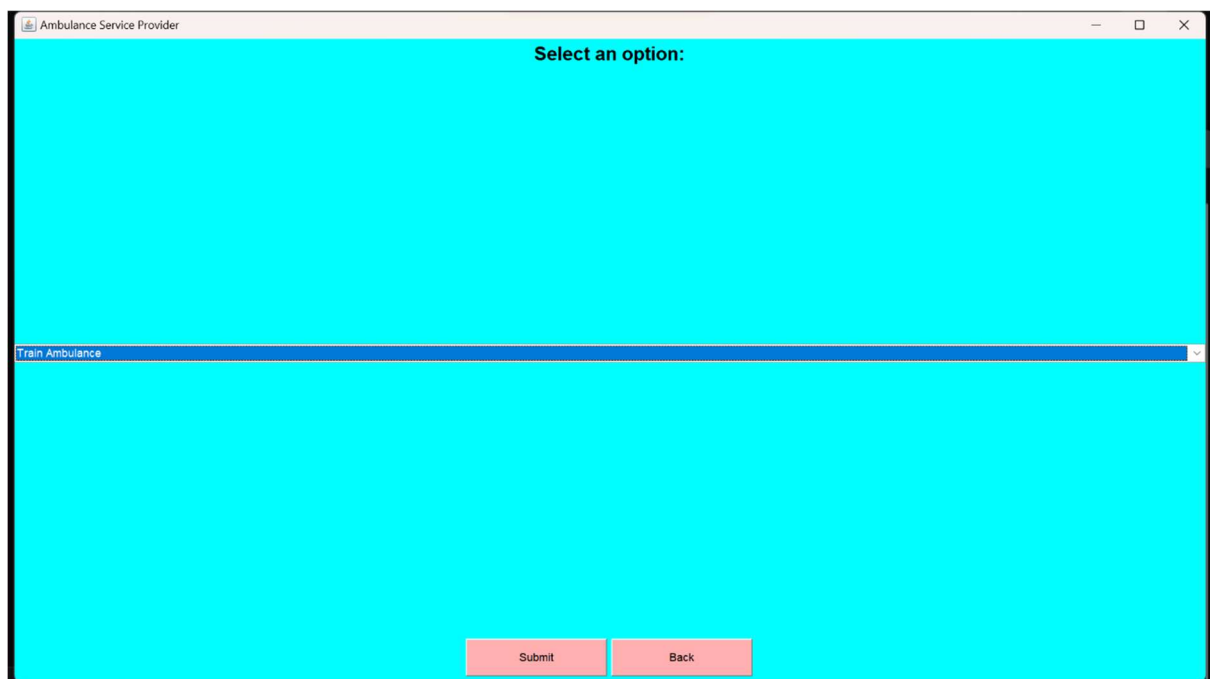 Ambulance Service Provider
Select an option:
Train Ambulance
Submit Back